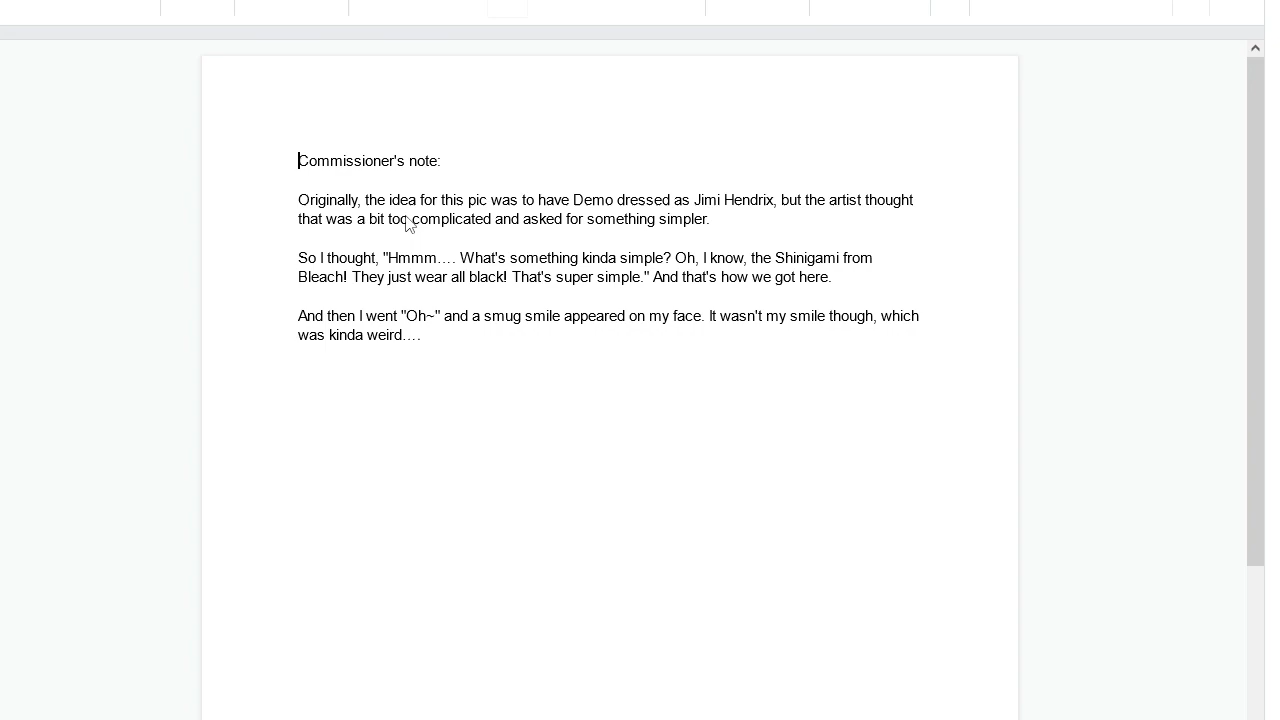 Commissioner's note:
Originally, the idea for this pic was to have Demo dressed as Jimi Hendrix, but the artist thought
that was a bit too complicated and asked for something simpler.
So I thought, "Hmmm.... What's something kinda simple? Oh, I know, the Shinigami from
Bleach! They just wear all black! That's super simple." And that's how we got here.
And then I went "Oh~" and a smug smile appeared on my face. It wasn't my smile though, which
was kinda weird....